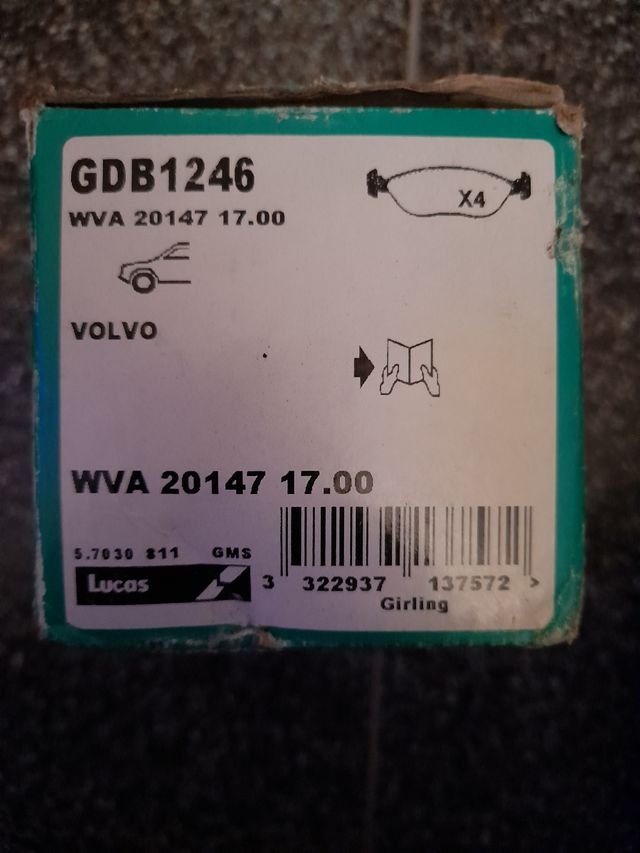 GDB1246
X4
WVA 20147 17.00
VOLVO
WVA 20147 17.00
5.7030 811 GMS
Lucas
3 322937 137572 >
Girling